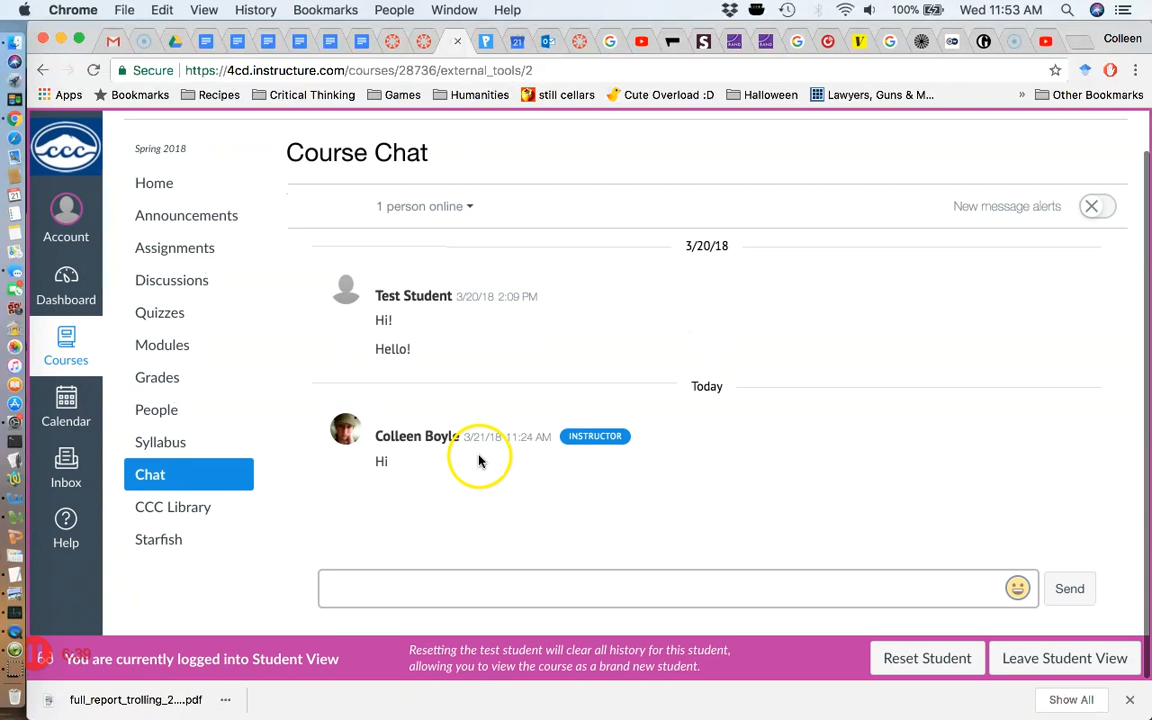 Chrome File Edit View History Bookmarks People Window Help 100% Wed 11:53 AM
Colleen
Secure https://4cd.instructure.com/courses/28736/external_tools/2
Apps Bookmarks Recipes Critical Thinking Games Humanities still cellars Cute Overload :D Halloween Lawyers, Guns & M... » Other Bookmarks
CCC
Account
Dashboard
Courses
Calendar
Inbox
Help
Spring 2018
Home
Announcements
Assignments
Discussions
Quizzes
Modules
Grades
People
Syllabus
Chat
CCC Library
Starfish
Course Chat
1 person online
New message alerts
3/20/18
Test Student 3/20/18 2:09 PM
Hi!
Hello!
Today
Colleen Boyle 3/21/18 11:24 AM INSTRUCTOR
Hi
Send
You are currently logged into Student View
Resetting the test student will clear all history for this student,
allowing you to view the course as a brand new student.
Reset Student
Leave Student View
full_report_trolling_2....pdf
Show All